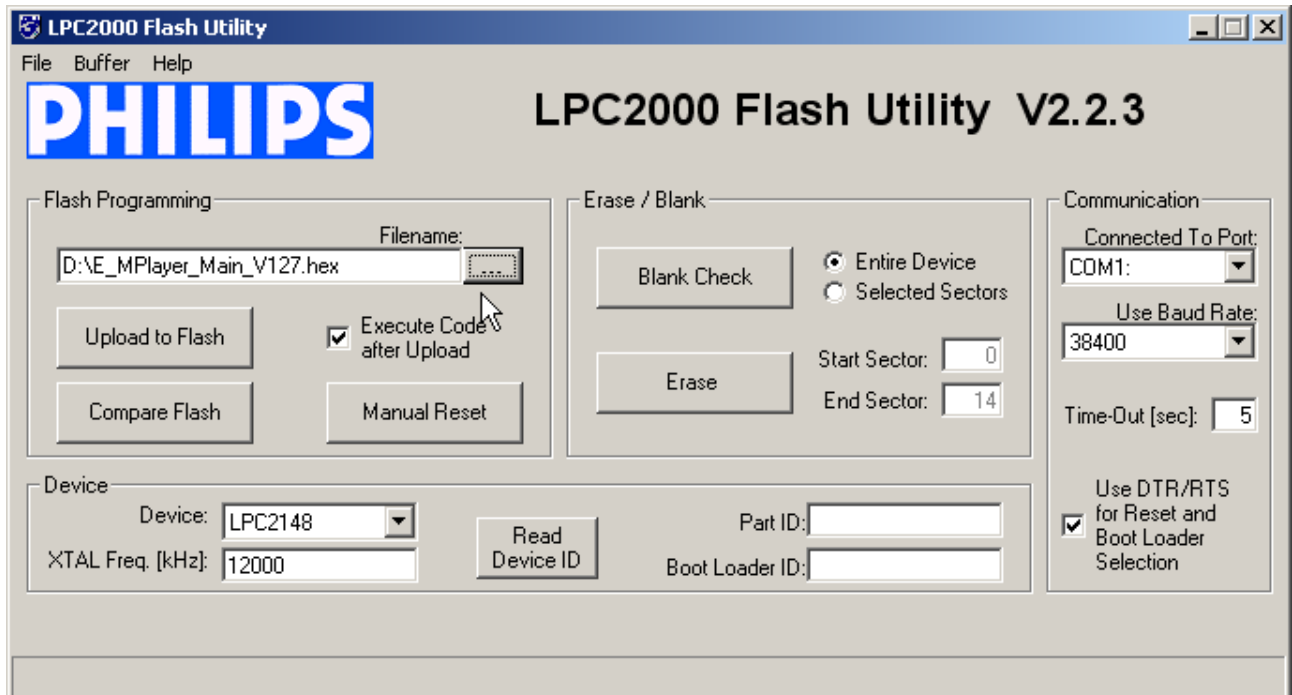 LPC2000 Flash Utility
File Buffer Help
PHILIPS
LPC2000 Flash Utility V2.2.3
Flash Programming
Filename:
D:\E_MPlayer_Main_V127.hex
...
Upload to Flash
Execute Code
after Upload
Compare Flash
Manual Reset
Erase / Blank
Blank Check
Entire Device
Selected Sectors
Erase
Start Sector: 0
End Sector: 14
Communication
Connected To Port:
COM1:
Use Baud Rate:
38400
Time-Out [sec]: 5
Use DTR/RTS
for Reset and
Boot Loader
Selection
Device
Device: LPC2148
XTAL Freq. [kHz]: 12000
Read
Device ID
Part ID:
Boot Loader ID: